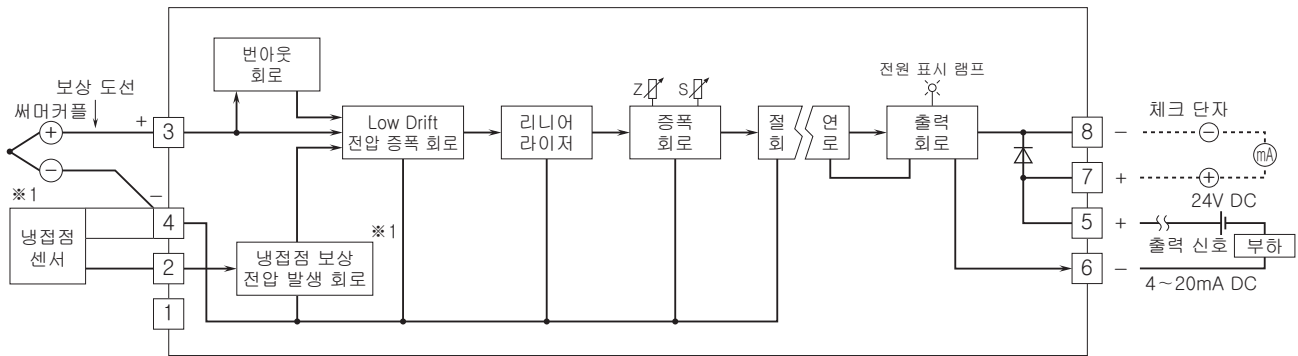 번아웃
회로
전원 표시 램프
보상 도선
써머커플
+
3
Z
S
Low Drift
전압 증폭 회로
리니어
라이저
증폭
회로
절 연
회 로
출력
회로
8
−
체크 단자
−
mA
7
+
+
24V DC
+
−
−
※1
4
냉접점
센서
2
1
※1
냉접점 보상
전압 발생 회로
5
+
출력 신호
부하
6
−
4~20mA DC